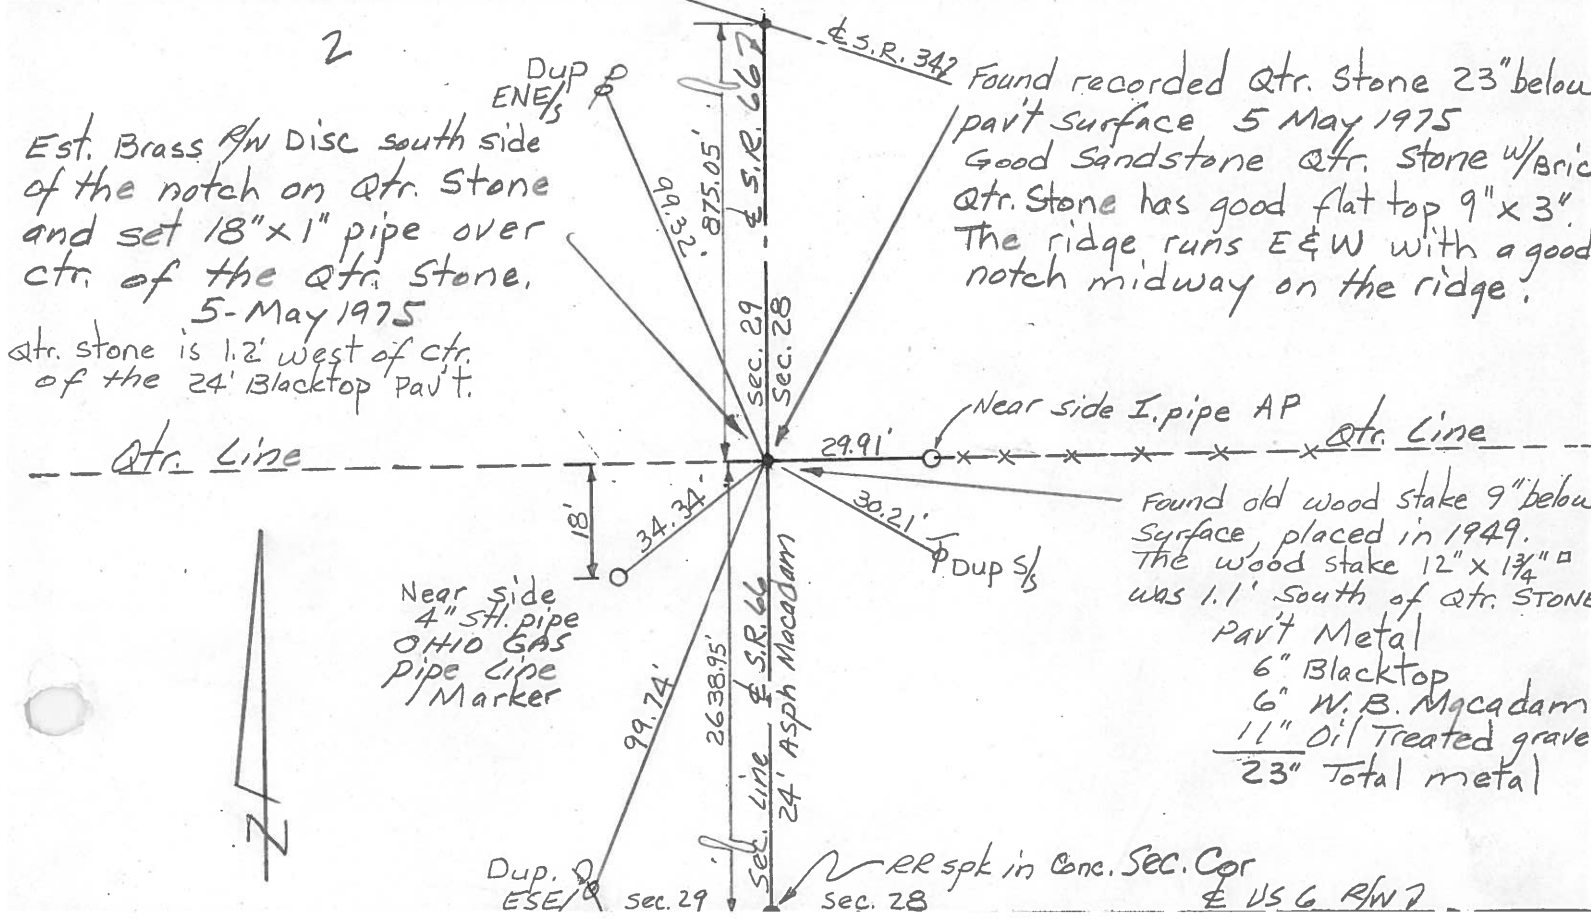 2
Est. Brass R/W Disc south side
of the notch on Qtr. Stone
and set 18" x 1" pipe over
ctr. of the Qtr. Stone.
5-May 1975
Qtr. stone is 1.2' west of ctr.
of the 24' Blacktop Pav't.
Dup
ENE/s
99.32'
875.05'
℄ S.R. 66
℄ S.R. 34
Found recorded Qtr. Stone 23" below
pav't surface 5 May 1975
Good Sandstone Qtr. Stone W/Bric
Qtr. Stone has good flat top 9" x 3"
The ridge runs E & W with a good
notch midway on the ridge.
Sec. 29
Sec. 28
Near side I. pipe AP
Qtr. Line
29.91'
Qtr. Line
18'
34.34'
30.21'
Dup S/s
Found old wood stake 9" below
Surface, placed in 1949.
The wood stake 12" x 1 3/4" □
was 1.1' South of Qtr. STONE
Pav't Metal
6" Blacktop
6" W. B. Macadam
11" Oil Treated grave
23" Total metal
Near side
4" stl. pipe
OHIO GAS
Pipe Line
Marker
99.74'
2638.95'
Sec. Line ℄ S.R. 66
24' Asph Macadam
N
Dup.
ESE/
Sec. 29
RR spk in Conc. Sec. Cor
Sec. 28
℄ US 6 R/W